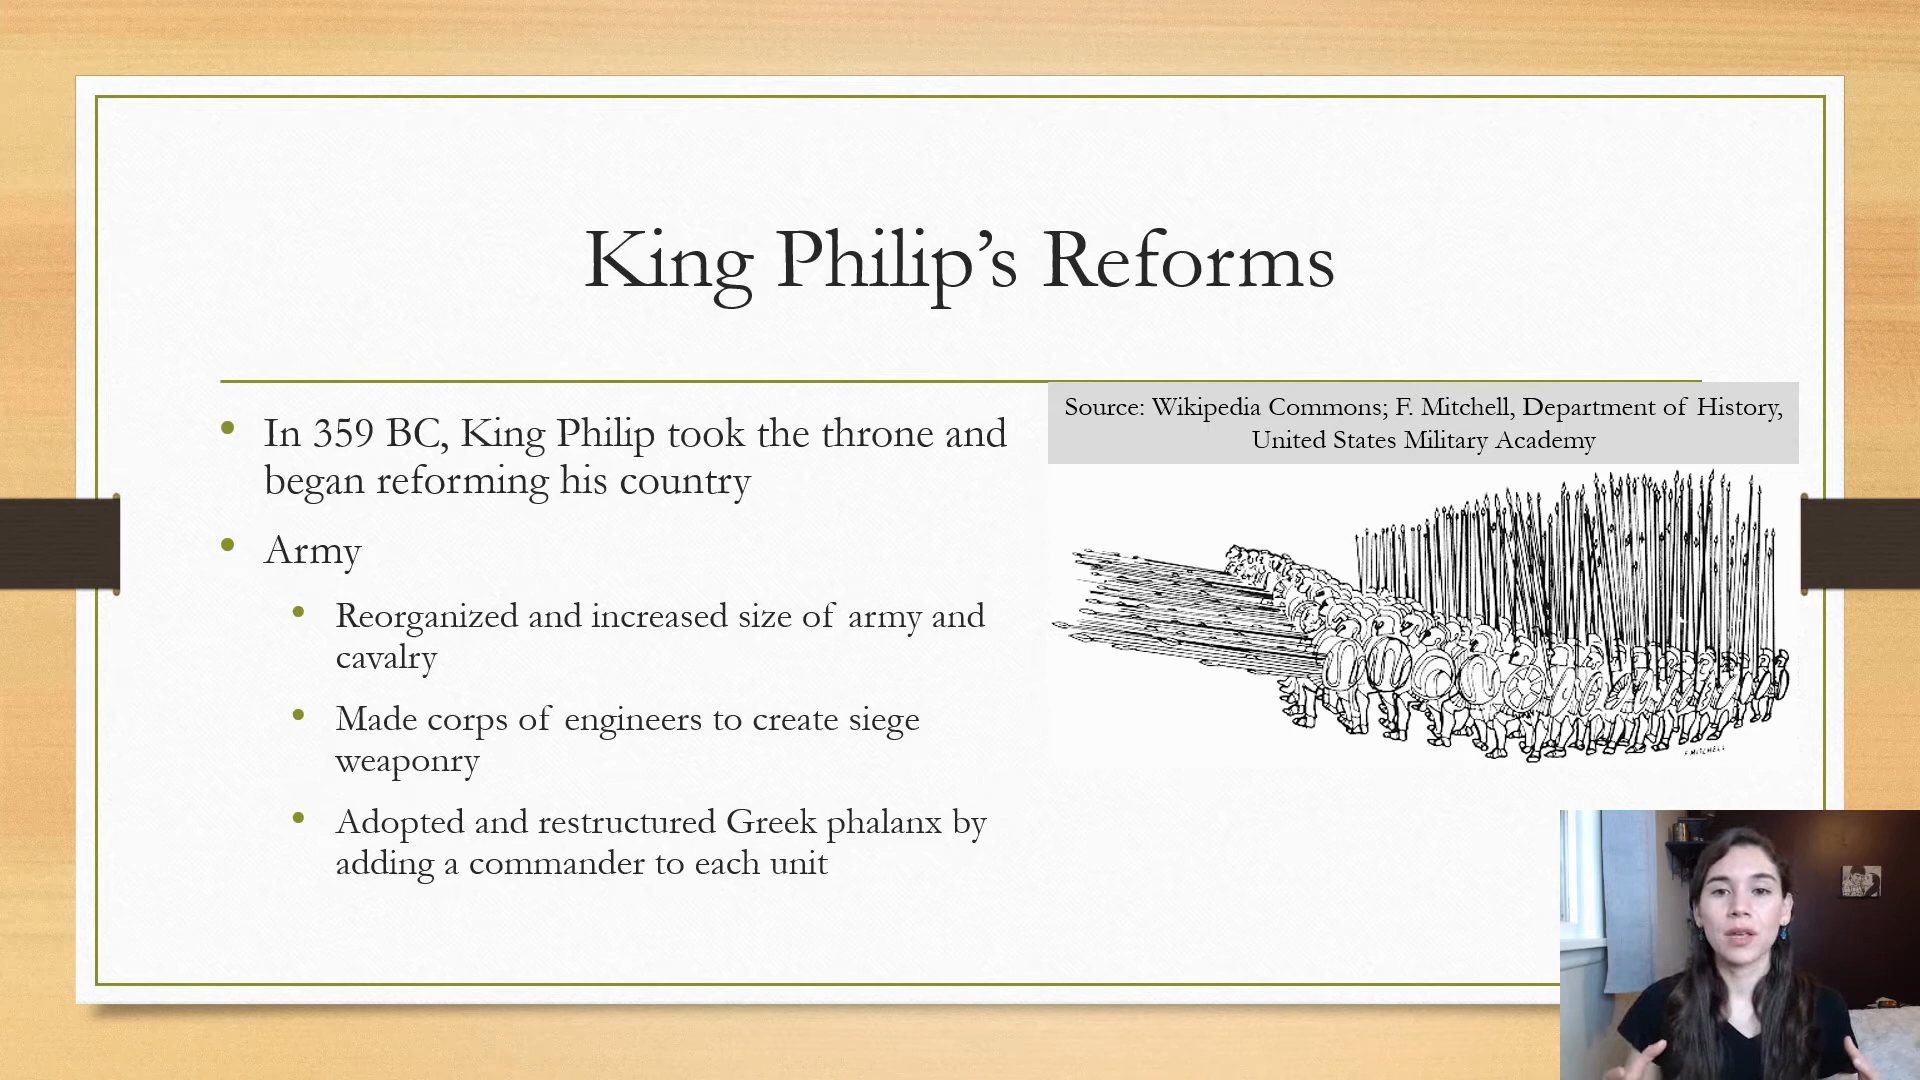 King Philip’s Reforms
• In 359 BC, King Philip took the throne and
began reforming his country
• Army
• Reorganized and increased size of army and
cavalry
• Made corps of engineers to create siege
weaponry
• Adopted and restructured Greek phalanx by
adding a commander to each unit
Source: Wikipedia Commons; F. Mitchell, Department of History,
United States Military Academy
F. MITCHELL